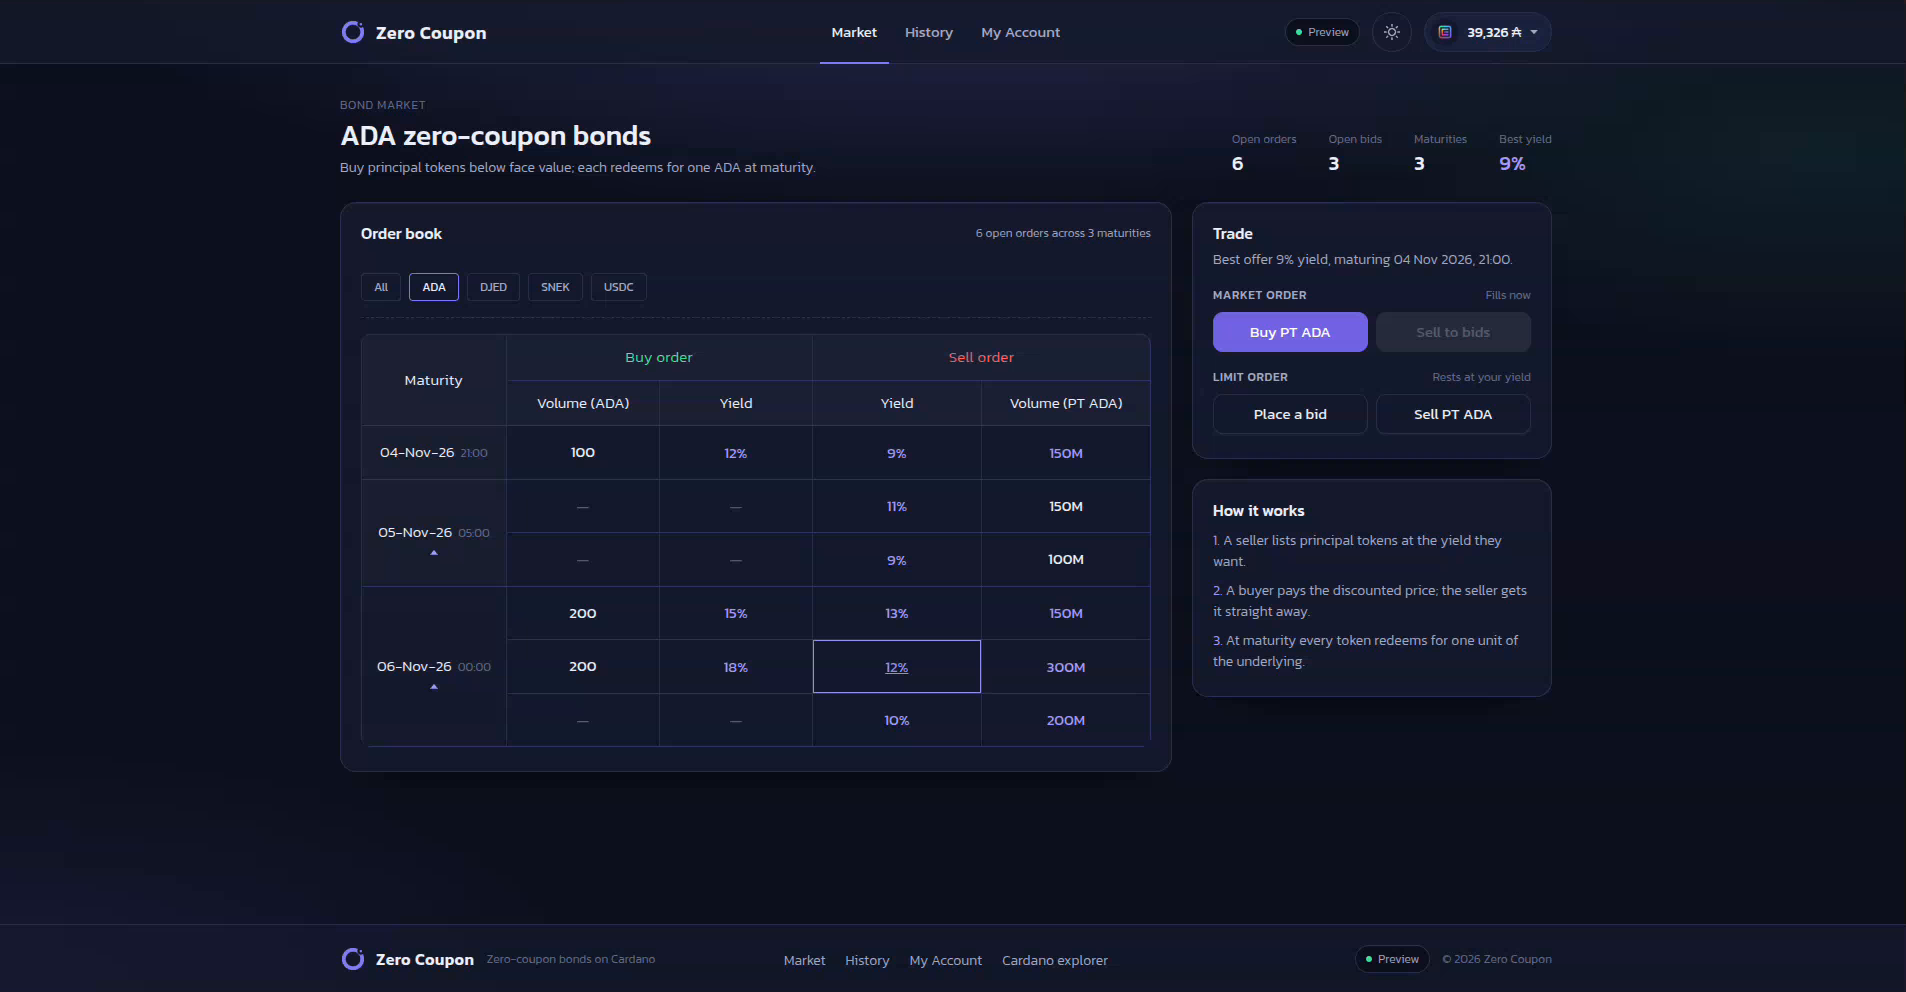 Zero Coupon
Market History My Account
Preview
39,326 ₳
BOND MARKET
ADA zero-coupon bonds
Buy principal tokens below face value; each redeems for one ADA at maturity.
Open orders Open bids Maturities Best yield
6 3 3 9%
Order book
6 open orders across 3 maturities
All ADA DJED SNEK USDC
Maturity Buy order Sell order
Volume (ADA) Yield Yield Volume (PT ADA)
04-Nov-26 21:00 100 12% 9% 150M
05-Nov-26 05:00
— — 11% 150M
— — 9% 100M
06-Nov-26 00:00
200 15% 13% 150M
200 18% 12% 300M
— — 10% 200M
Trade
Best offer 9% yield, maturing 04 Nov 2026, 21:00.
MARKET ORDER Fills now
Buy PT ADA Sell to bids
LIMIT ORDER Rests at your yield
Place a bid Sell PT ADA
How it works
1. A seller lists principal tokens at the yield they
want.
2. A buyer pays the discounted price; the seller gets
it straight away.
3. At maturity every token redeems for one unit of
the underlying.
Zero Coupon Zero-coupon bonds on Cardano
Market History My Account Cardano explorer
Preview © 2026 Zero Coupon